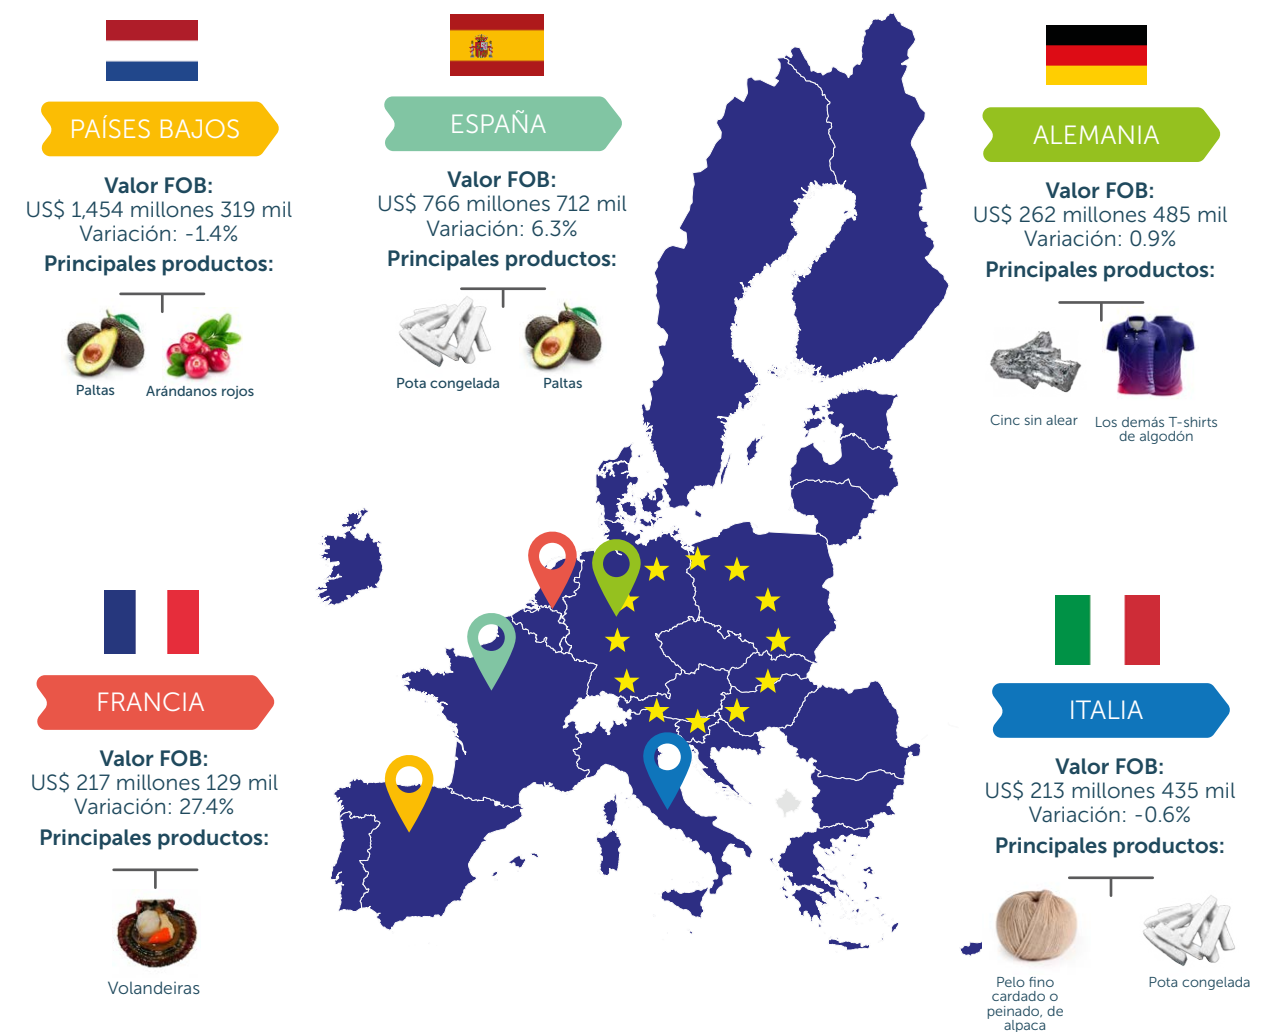 PAÍSES BAJOS
Valor FOB:
US$ 1,454 millones 319 mil
Variación: -1.4%
Principales productos:
Paltas
Arándanos rojos
ESPAÑA
Valor FOB:
US$ 766 millones 712 mil
Variación: 6.3%
Principales productos:
Pota congelada
Paltas
ALEMANIA
Valor FOB:
US$ 262 millones 485 mil
Variación: 0.9%
Principales productos:
Cinc sin alear
Los demás T-shirts
de algodón
FRANCIA
Valor FOB:
US$ 217 millones 129 mil
Variación: 27.4%
Principales productos:
Volandeiras
ITALIA
Valor FOB:
US$ 213 millones 435 mil
Variación: -0.6%
Principales productos:
Pelo fino
cardado o
peinado, de
alpaca
Pota congelada